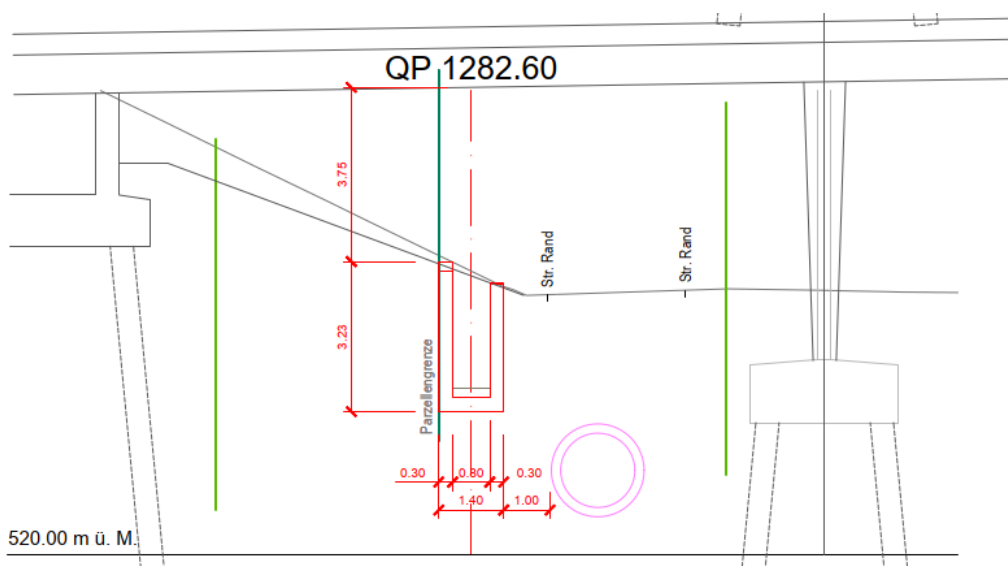 QP 1282.60
3.75
Str. Rand
Str. Rand
3.23
Parzellengrenze
0.30
0.80
0.30
1.40
1.00
520.00 m ü. M.